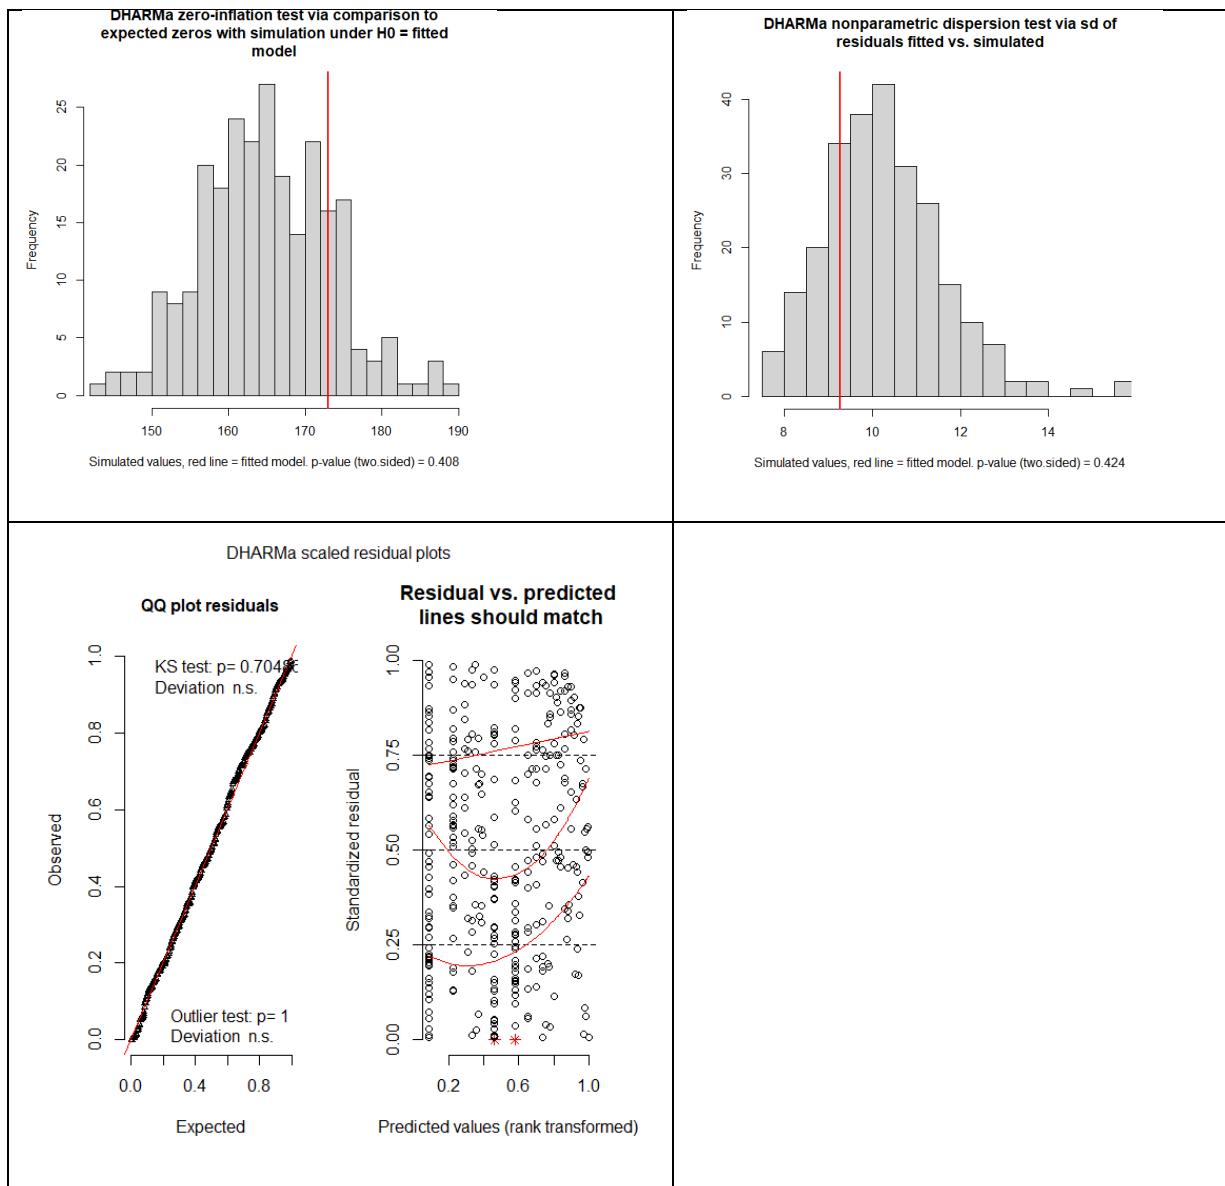 DHARMa zero-inflation test via comparison to
expected zeros with simulation under H0 = fitted
model
Frequency
0
5
10
15
20
25
150
160
170
180
190
Simulated values, red line = fitted model. p-value (two.sided) = 0.408
DHARMa nonparametric dispersion test via sd of
residuals fitted vs. simulated
Frequency
0
10
20
30
40
8
10
12
14
Simulated values, red line = fitted model. p-value (two.sided) = 0.424
DHARMa scaled residual plots
QQ plot residuals
KS test: p= 0.7048
Deviation n.s.
Outlier test: p= 1
Deviation n.s.
Observed
0.0
0.2
0.4
0.6
0.8
1.0
0.0
0.4
0.8
Expected
Residual vs. predicted
lines should match
Standardized residual
0.00
0.25
0.50
0.75
1.00
0.2
0.6
1.0
Predicted values (rank transformed)